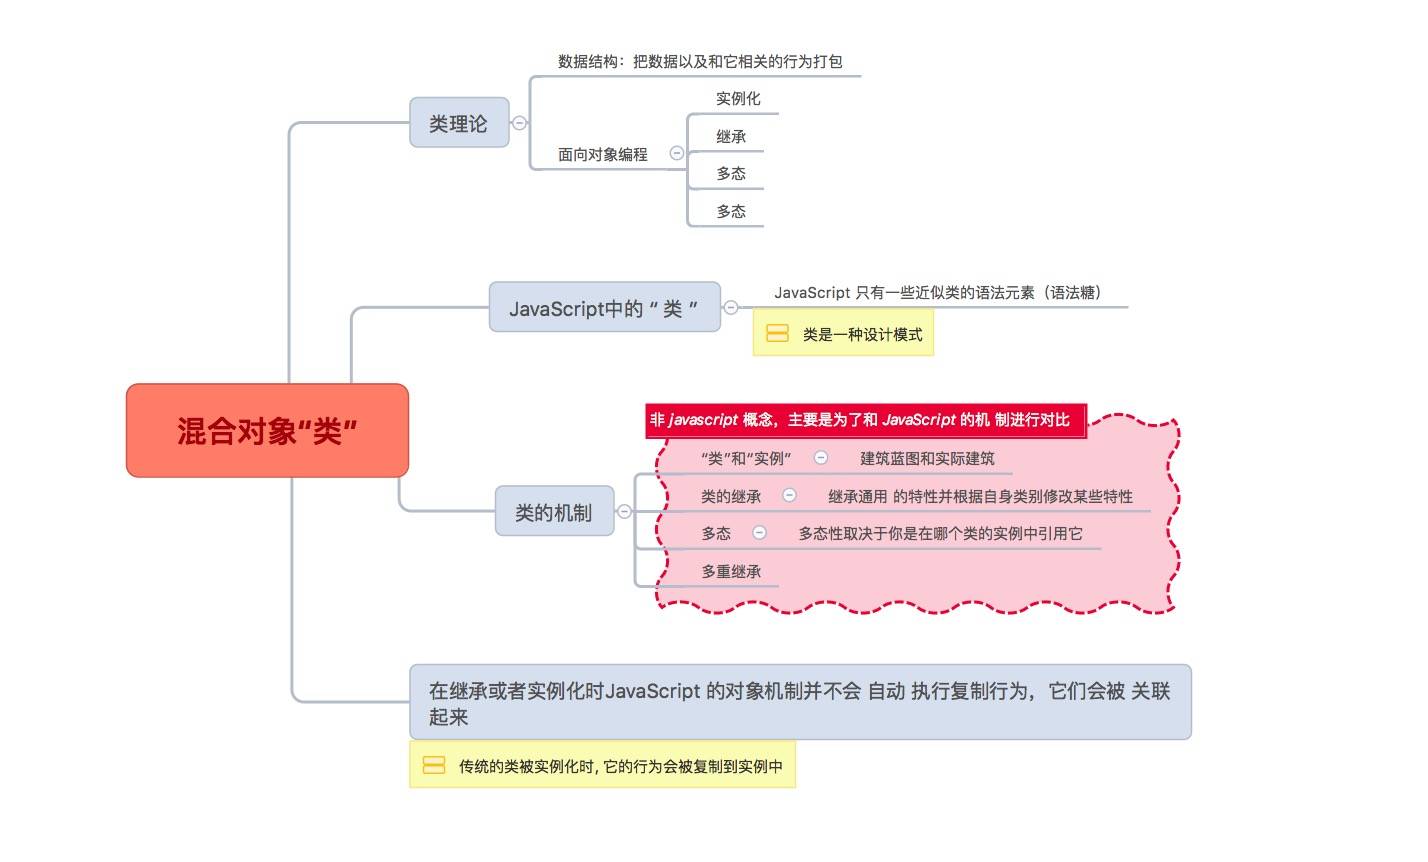 数据结构：把数据以及和它相关的行为打包
实例化
类理论
继承
面向对象编程
多态
多态
JavaScript 只有一些近似类的语法元素（语法糖）
JavaScript中的 “ 类 ”
类是一种设计模式
混合对象“类”
非 javascript 概念，主要是为了和 JavaScript 的机 制进行对比
“类”和“实例” 建筑蓝图和实际建筑
类的继承 继承通用 的特性并根据自身类别修改某些特性
类的机制
多态 多态性取决于你是在哪个类的实例中引用它
多重继承
在继承或者实例化时JavaScript 的对象机制并不会 自动 执行复制行为，它们会被 关联
起来
传统的类被实例化时, 它的行为会被复制到实例中